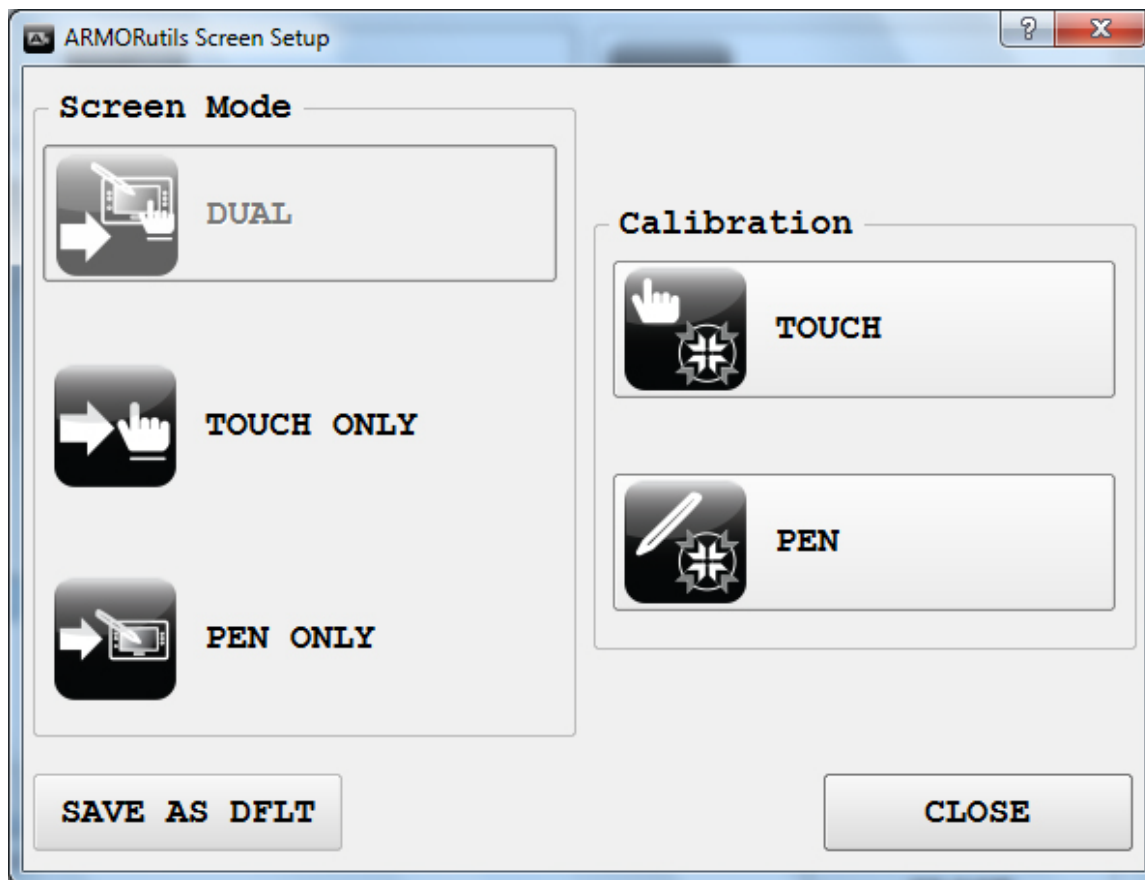 ARMORutils Screen Setup
Screen Mode
DUAL
TOUCH ONLY
PEN ONLY
Calibration
TOUCH
PEN
SAVE AS DFLT
CLOSE